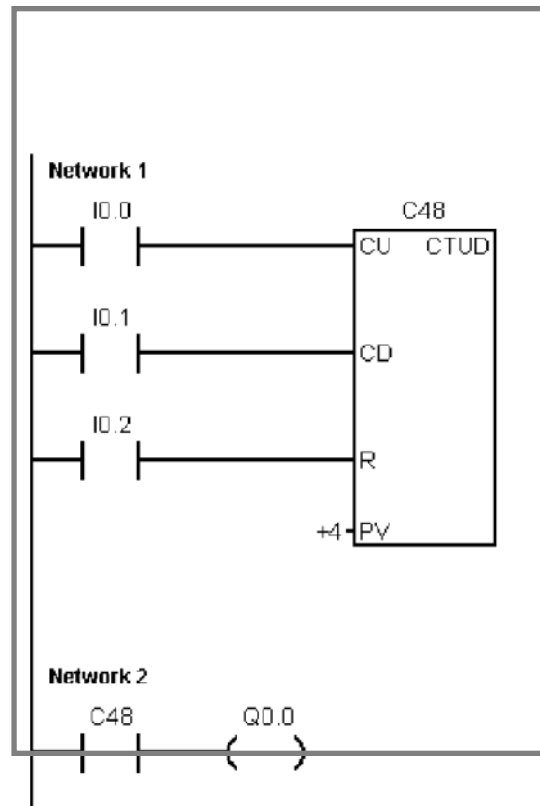 Network 1
I0.0
C48
CU CTUD
I0.1
CD
I0.2
R
+4 PV
Network 2
C48 Q0.0